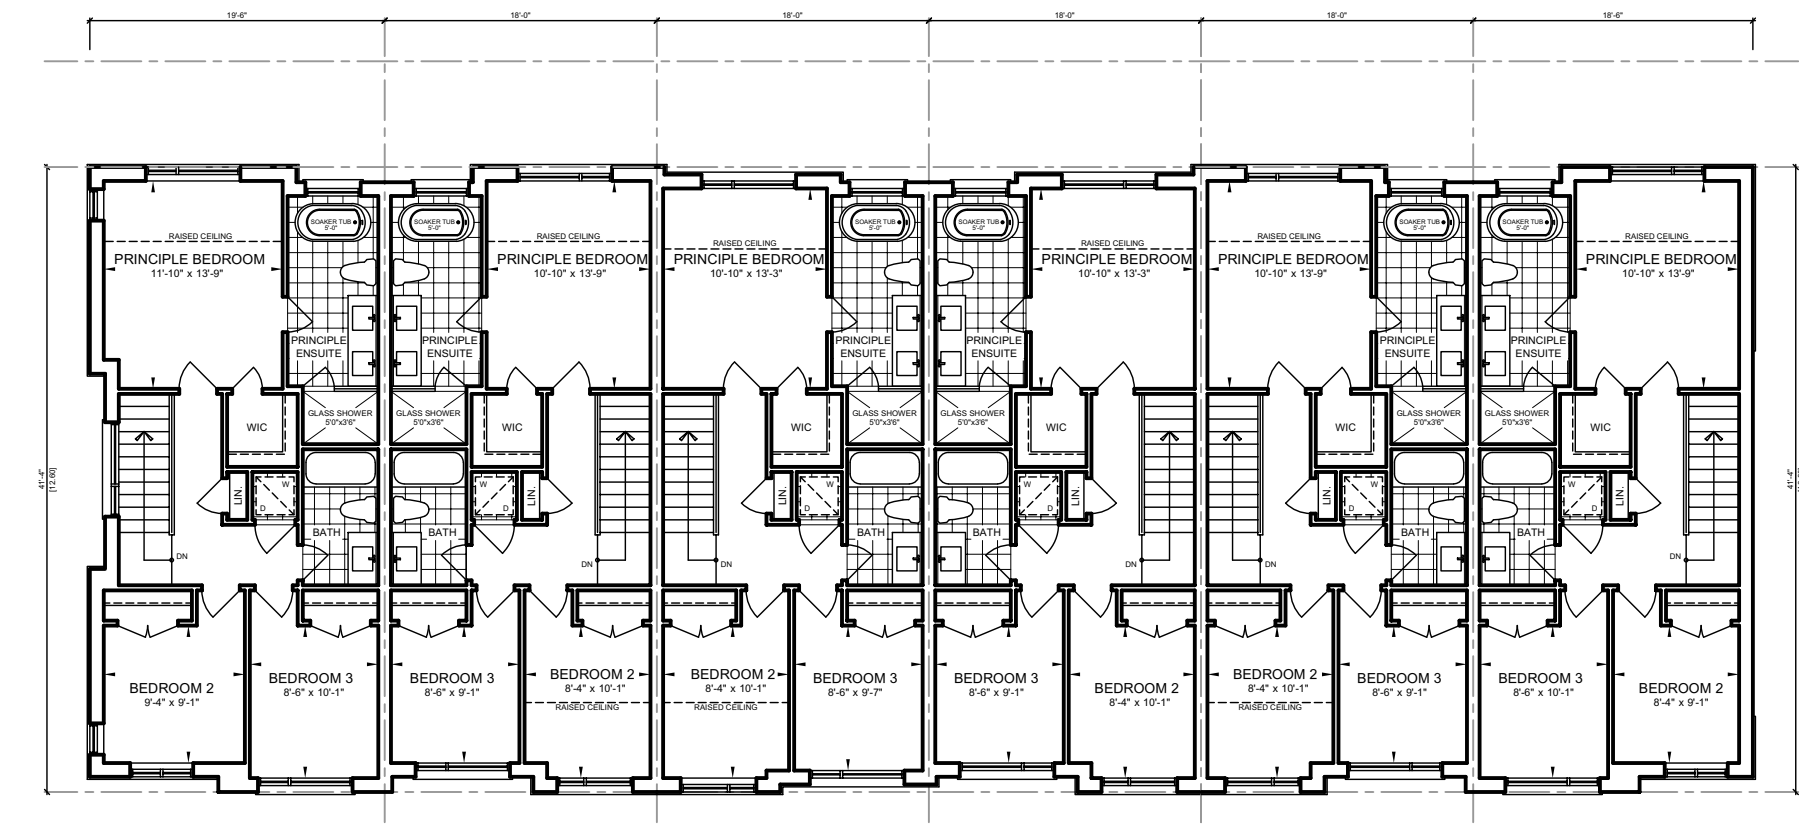 19'-6"
18'-0"
18'-0"
18'-0"
18'-0"
18'-6"
41'-4"
[12.60]
41'-4"
SOAKER TUB
5'-0"
SOAKER TUB
5'-0"
SOAKER TUB
5'-0"
SOAKER TUB
5'-0"
SOAKER TUB
5'-0"
SOAKER TUB
5'-0"
RAISED CEILING
RAISED CEILING
RAISED CEILING
RAISED CEILING
RAISED CEILING
RAISED CEILING
PRINCIPLE BEDROOM
11'-10" x 13'-9"
PRINCIPLE BEDROOM
10'-10" x 13'-9"
PRINCIPLE BEDROOM
10'-10" x 13'-3"
PRINCIPLE BEDROOM
10'-10" x 13'-3"
PRINCIPLE BEDROOM
10'-10" x 13'-9"
PRINCIPLE BEDROOM
10'-10" x 13'-9"
PRINCIPLE
ENSUITE
PRINCIPLE
ENSUITE
PRINCIPLE
ENSUITE
PRINCIPLE
ENSUITE
PRINCIPLE
ENSUITE
PRINCIPLE
ENSUITE
WIC
GLASS SHOWER
5'0"x3'6"
GLASS SHOWER
5'0"x3'6"
WIC
WIC
GLASS SHOWER
5'0"x3'6"
GLASS SHOWER
5'0"x3'6"
WIC
WIC
GLASS SHOWER
5'0"x3'6"
GLASS SHOWER
5'0"x3'6"
WIC
LIN.
W
D
W
D
LIN.
LIN.
W
D
W
D
LIN.
LIN.
W
D
W
D
LIN.
BATH
BATH
BATH
BATH
BATH
BATH
DN
DN
DN
DN
DN
DN
BEDROOM 2
9'-4" x 9'-1"
BEDROOM 3
8'-6" x 10'-1"
BEDROOM 3
8'-6" x 9'-1"
BEDROOM 2
8'-4" x 10'-1"
RAISED CEILING
BEDROOM 2
8'-4" x 10'-1"
RAISED CEILING
BEDROOM 3
8'-6" x 9'-7"
BEDROOM 3
8'-6" x 9'-1"
BEDROOM 2
8'-4" x 10'-1"
BEDROOM 2
8'-4" x 10'-1"
RAISED CEILING
BEDROOM 3
8'-6" x 9'-1"
BEDROOM 3
8'-6" x 10'-1"
BEDROOM 2
8'-4" x 9'-1"